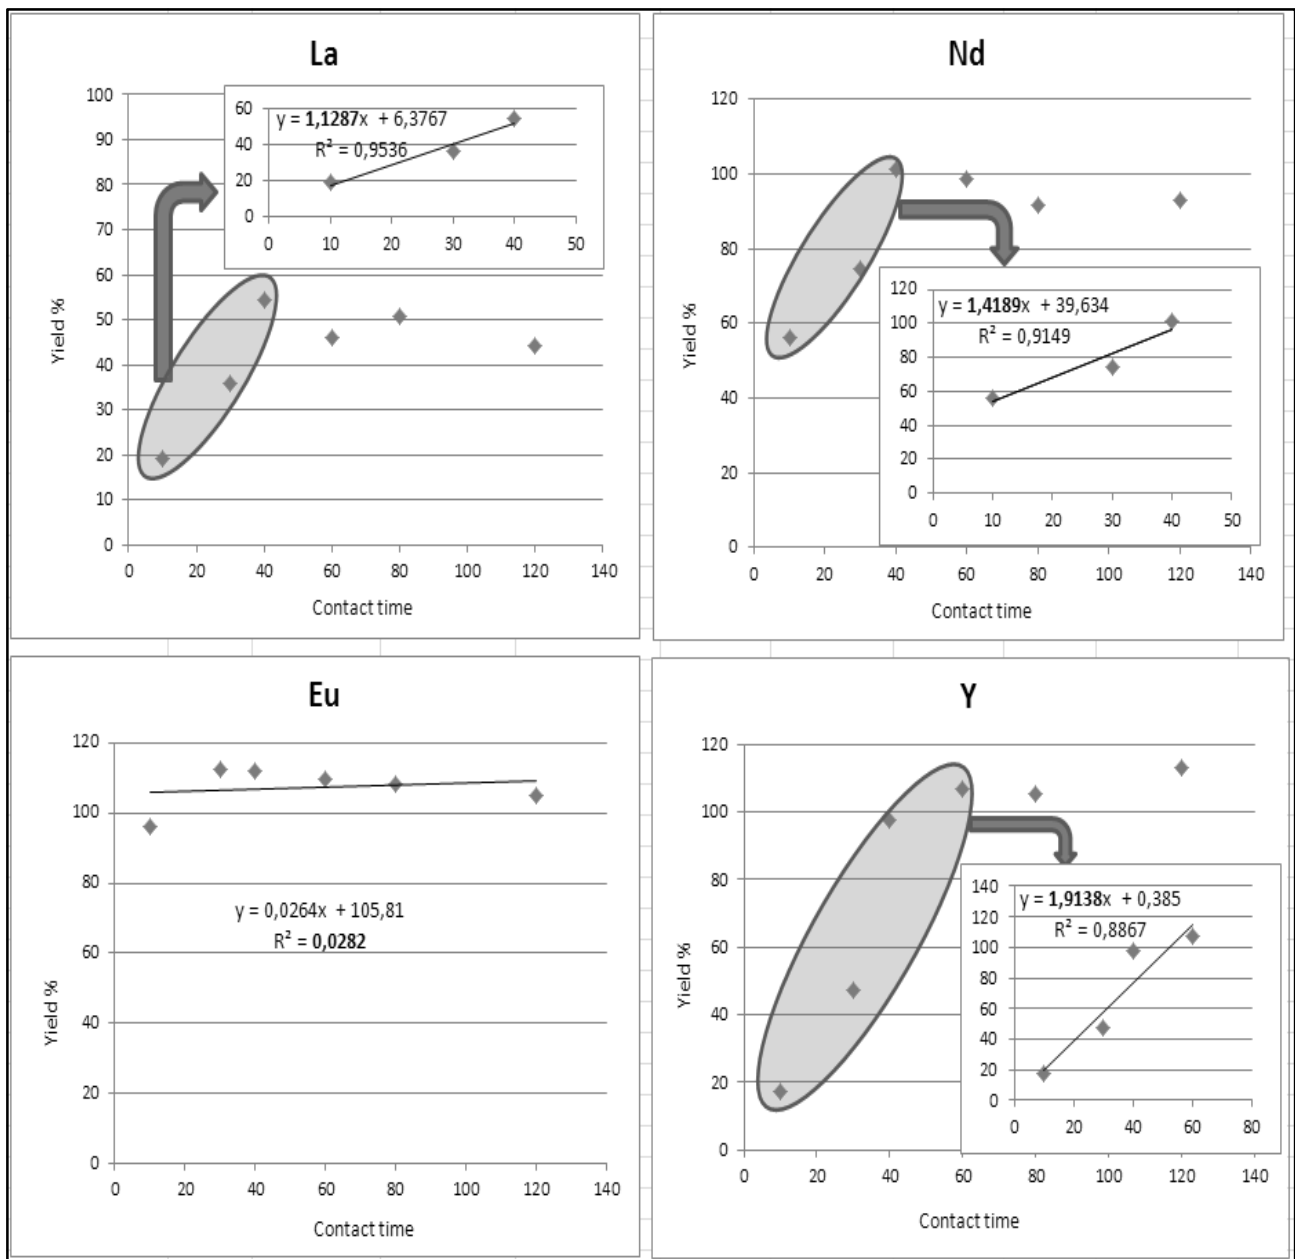 La
100
90
80
70
60
50
40
30
20
10
0
0 20 40 60 80 100 120 140
Yield %
Contact time
y = 1,1287x + 6,3767
R² = 0,9536
60
40
20
0
0 10 20 30 40 50
Nd
120
100
80
60
40
20
0
0 20 40 60 80 100 120 140
Yield %
Contact time
y = 1,4189x + 39,634
R² = 0,9149
120
100
80
60
40
20
0
0 10 20 30 40 50
Eu
120
100
80
60
40
20
0
0 20 40 60 80 100 120 140
Yield %
Contact time
y = 0,0264x + 105,81
R² = 0,0282
Y
120
100
80
60
40
20
0
0 20 40 60 80 100 120 140
Yield %
Contact time
y = 1,9138x + 0,385
R² = 0,8867
140
120
100
80
60
40
20
0
0 20 40 60 80